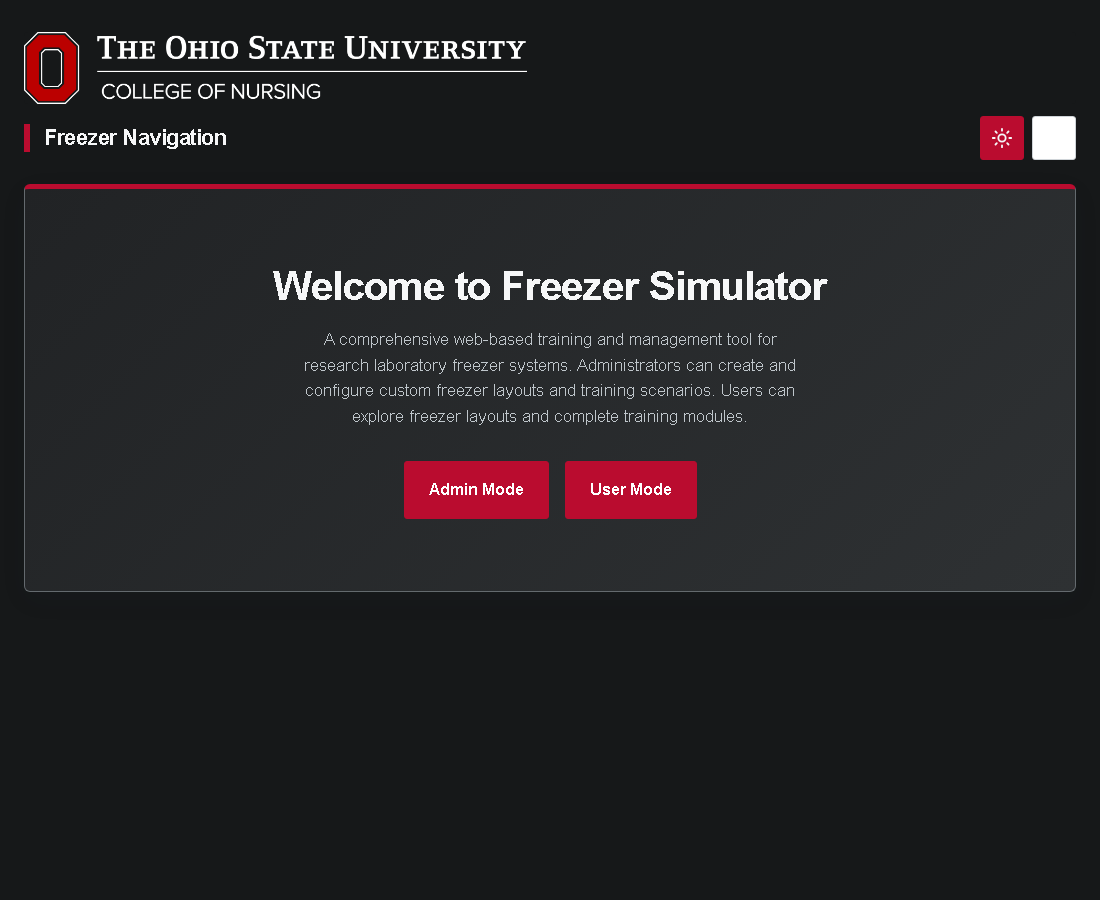 THE OHIO STATE UNIVERSITY
COLLEGE OF NURSING
Freezer Navigation
Welcome to Freezer Simulator
A comprehensive web-based training and management tool for
research laboratory freezer systems. Administrators can create and
configure custom freezer layouts and training scenarios. Users can
explore freezer layouts and complete training modules.
Admin Mode
User Mode